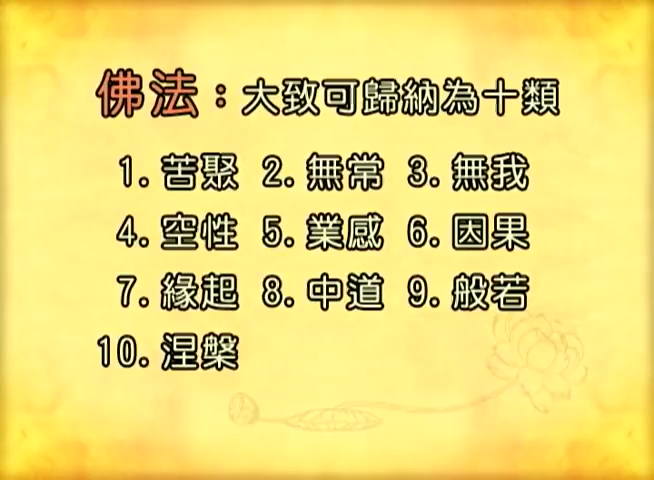 佛法：大致可歸納為十類
1.苦聚 2.無常 3.無我
4.空性 5.業感 6.因果
7.緣起 8.中道 9.般若
10.涅槃